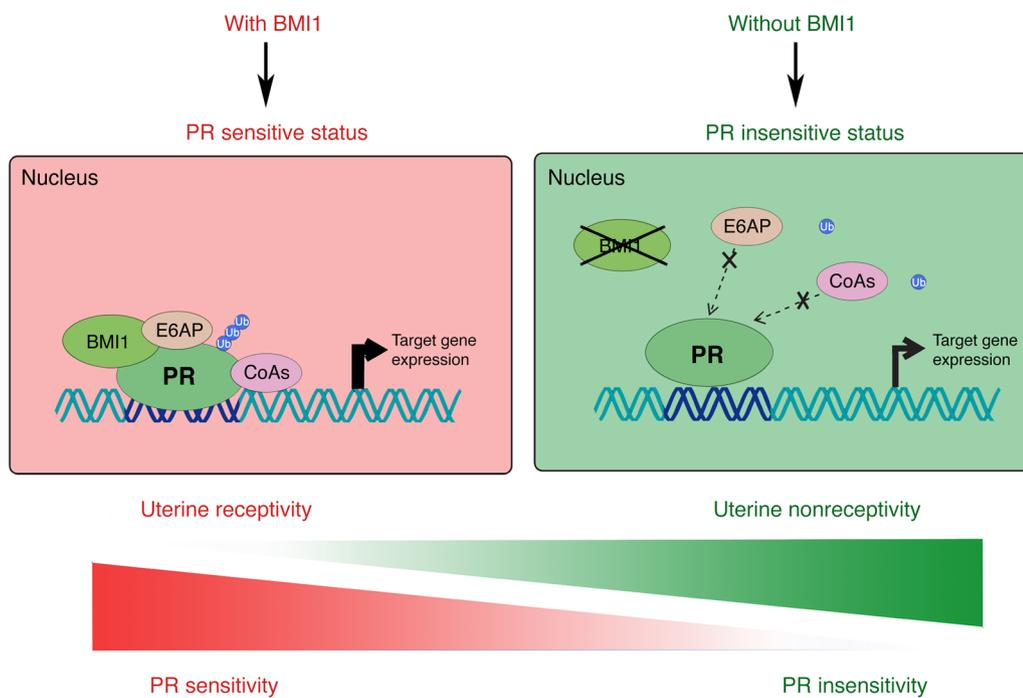 With BMI1
PR sensitive status
Nucleus
BMI1
E6AP
Ub
Ub
Ub
PR
CoAs
Target gene
expression
Without BMI1
PR insensitive status
Nucleus
BMI1
E6AP
Ub
CoAs
Ub
PR
Target gene
expression
Uterine receptivity
Uterine nonreceptivity
PR sensitivity
PR insensitivity